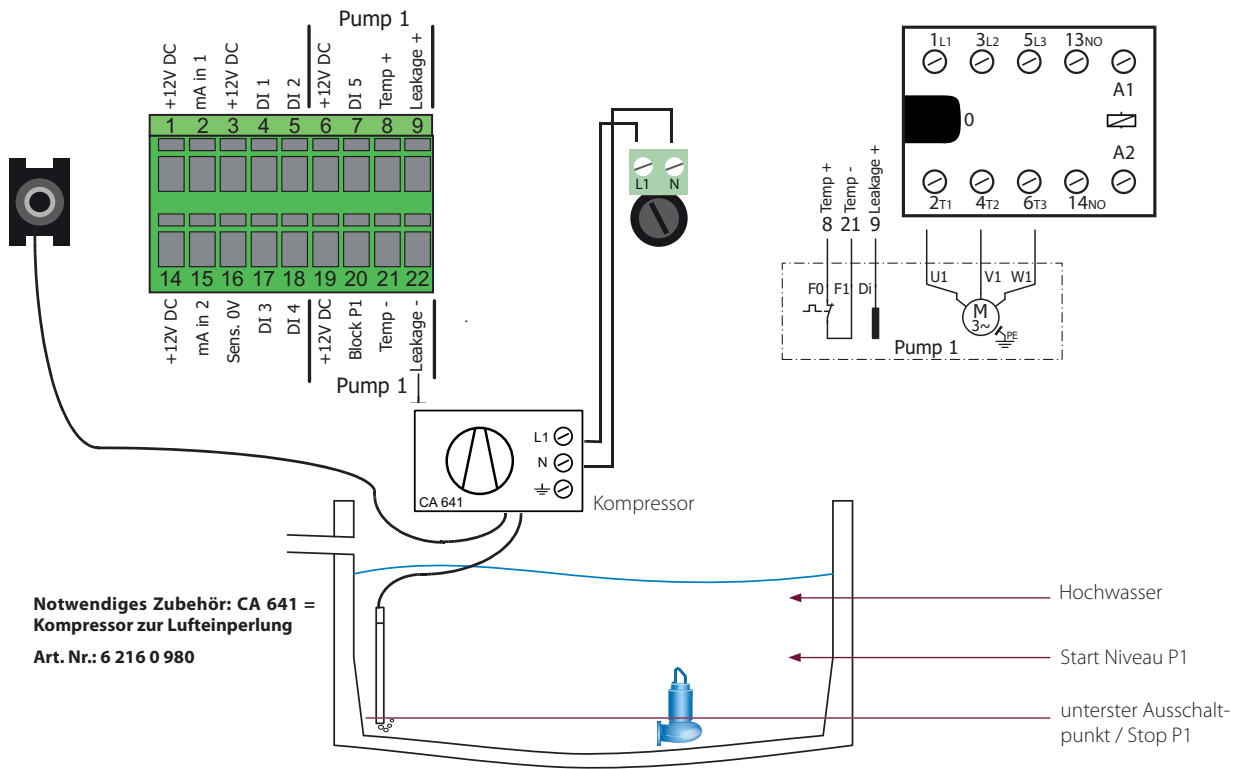 Pump 1
+12V DC
mA in 1
+12V DC
DI 1
DI 2
+12V DC
DI 5
Temp +
Leakage +
1 2 3 4 5 6 7 8 9
14 15 16 17 18 19 20 21 22
+12V DC
mA in 2
Sens. 0V
DI 3
DI 4
+12V DC
Block P1
Temp -
Leakage -
Pump 1
L1 N
1L1 3L2 5L3 13NO
A1
0
A2
2T1 4T2 6T3 14NO
Temp +
Temp -
Leakage +
8 21 9
U1 V1 W1
F0 F1 Di
M
3~
PE
Pump 1
L1
N
CA 641
Kompressor
Notwendiges Zubehör: CA 641 =
Kompressor zur Lufteinperlung
Art. Nr.: 6 216 0 980
Hochwasser
Start Niveau P1
unterster Ausschalt-
punkt / Stop P1